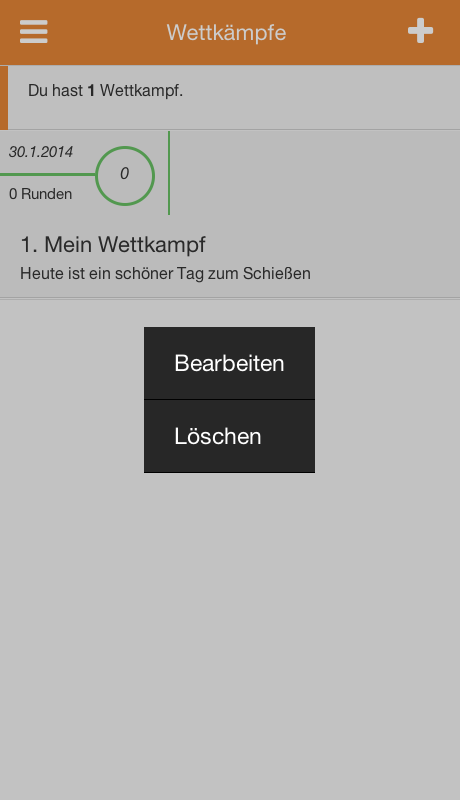 Wettkämpfe
Du hast 1 Wettkampf.
30.1.2014
0
0 Runden
1. Mein Wettkampf
Heute ist ein schöner Tag zum Schießen
Bearbeiten
Löschen